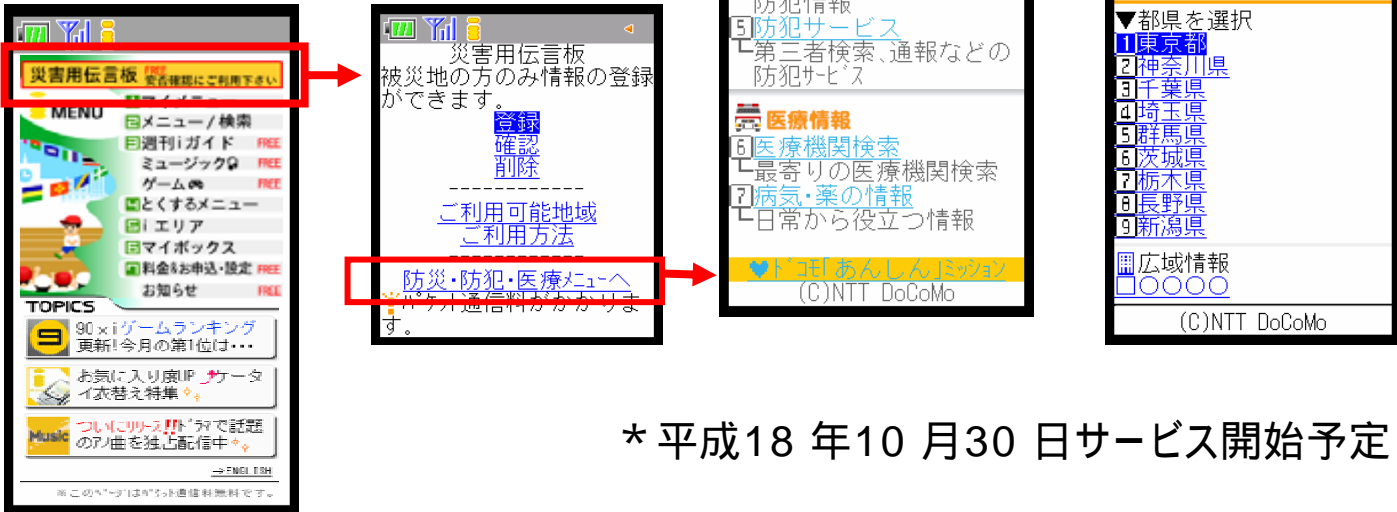 災害用伝言板 FREE 安否確認にご利用下さい
MENU
マイメニュー
メニュー/検索
週刊iガイド FREE
ミュージック FREE
ゲーム FREE
とくするメニュー
iエリア
マイボックス
料金&お申込・設定 FREE
お知らせ FREE
TOPICS
90×iゲームランキング
更新!今月の第1位は・・・
お気に入り度UP ケータ
イ衣替え特集
Music ついにリリース!!ドラマで話題
のアノ曲を独占配信中
→ENGLISH
※このページはパケット通信料無料です。
災害用伝言板
被災地の方のみ情報の登録
ができます。
登録
確認
削除
------------
ご利用可能地域
ご利用方法
------------
防災・防犯・医療メニューへ
パケット通信料がかかりま
す。
防犯情報
5防犯サービス
┗第三者検索、通報などの
防犯サービス
医療情報
6医療機関検索
┗最寄りの医療機関検索
7病気・薬の情報
┗日常から役立つ情報
♥ドコモ「あんしん」ミッション
(C)NTT DoCoMo
▼都県を選択
1東京都
2神奈川県
3千葉県
4埼玉県
5群馬県
6茨城県
7栃木県
8長野県
9新潟県
広域情報
□○○○○
(C)NTT DoCoMo
*平成18 年10 月30 日サービス開始予定